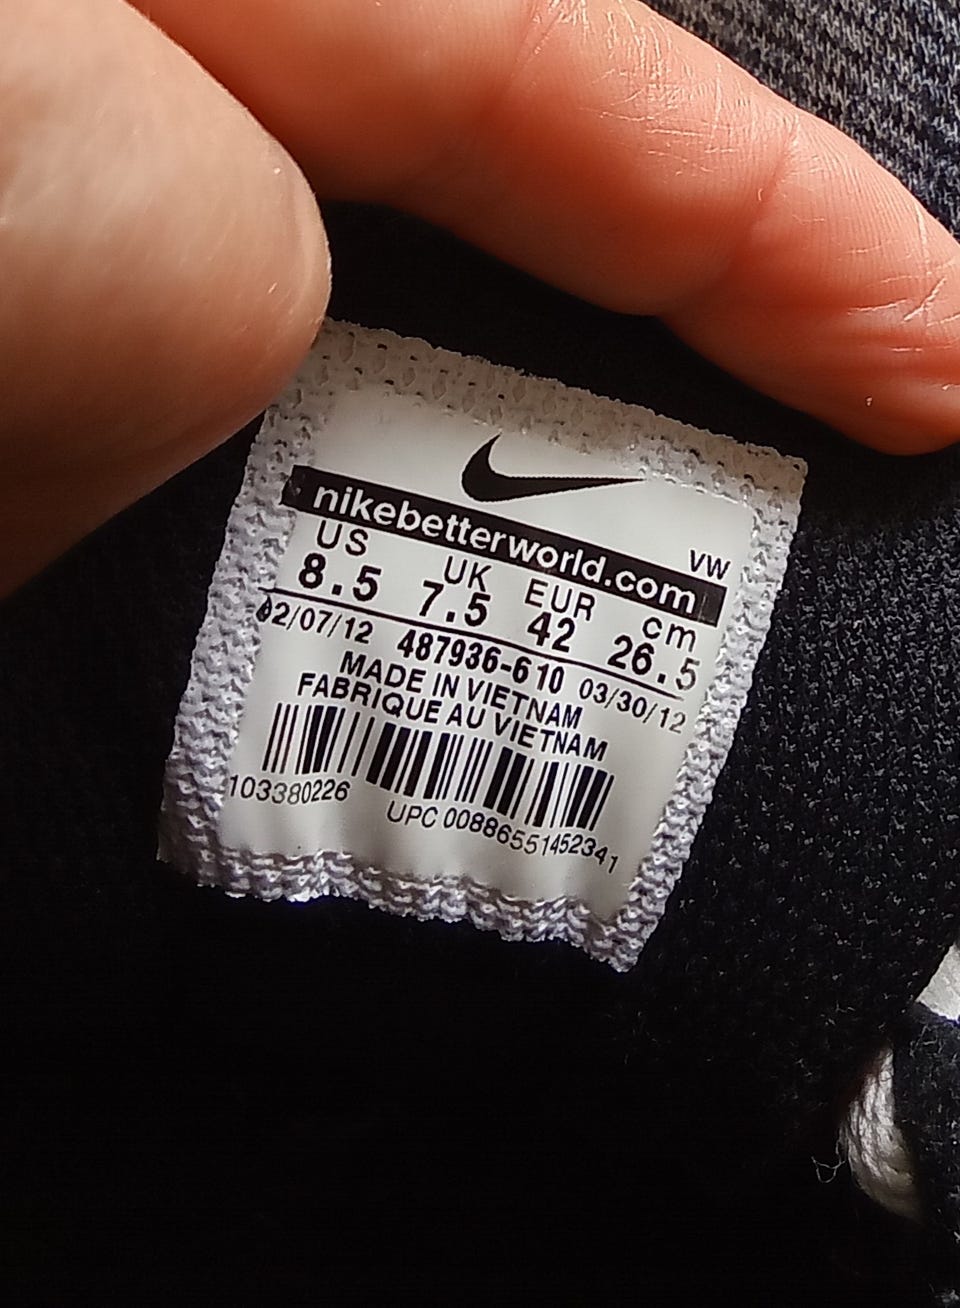 nikebetterworld.com
VW
US UK EUR cm
8.5 7.5 42 26.5
02/07/12 487936-610 03/30/12
MADE IN VIETNAM
FABRIQUE AU VIETNAM
103380226
UPC 00886551452341